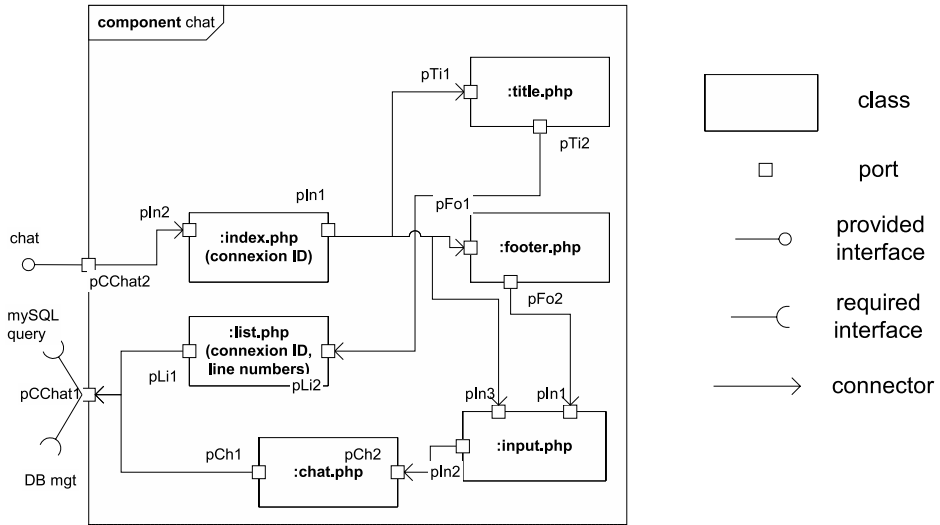 component chat
pTi1
:title.php
class
pTi2
port
pIn1
pFo1
pIn2
chat
:index.php
(connexion ID)
:footer.php
provided
interface
pCChat2
pFo2
mySQL
query
:list.php
(connexion ID,
line numbers)
required
interface
pLi1
pLi2
pCChat1
pIn3
pIn1
connector
pCh1
pCh2
:input.php
:chat.php
pIn2
DB mgt